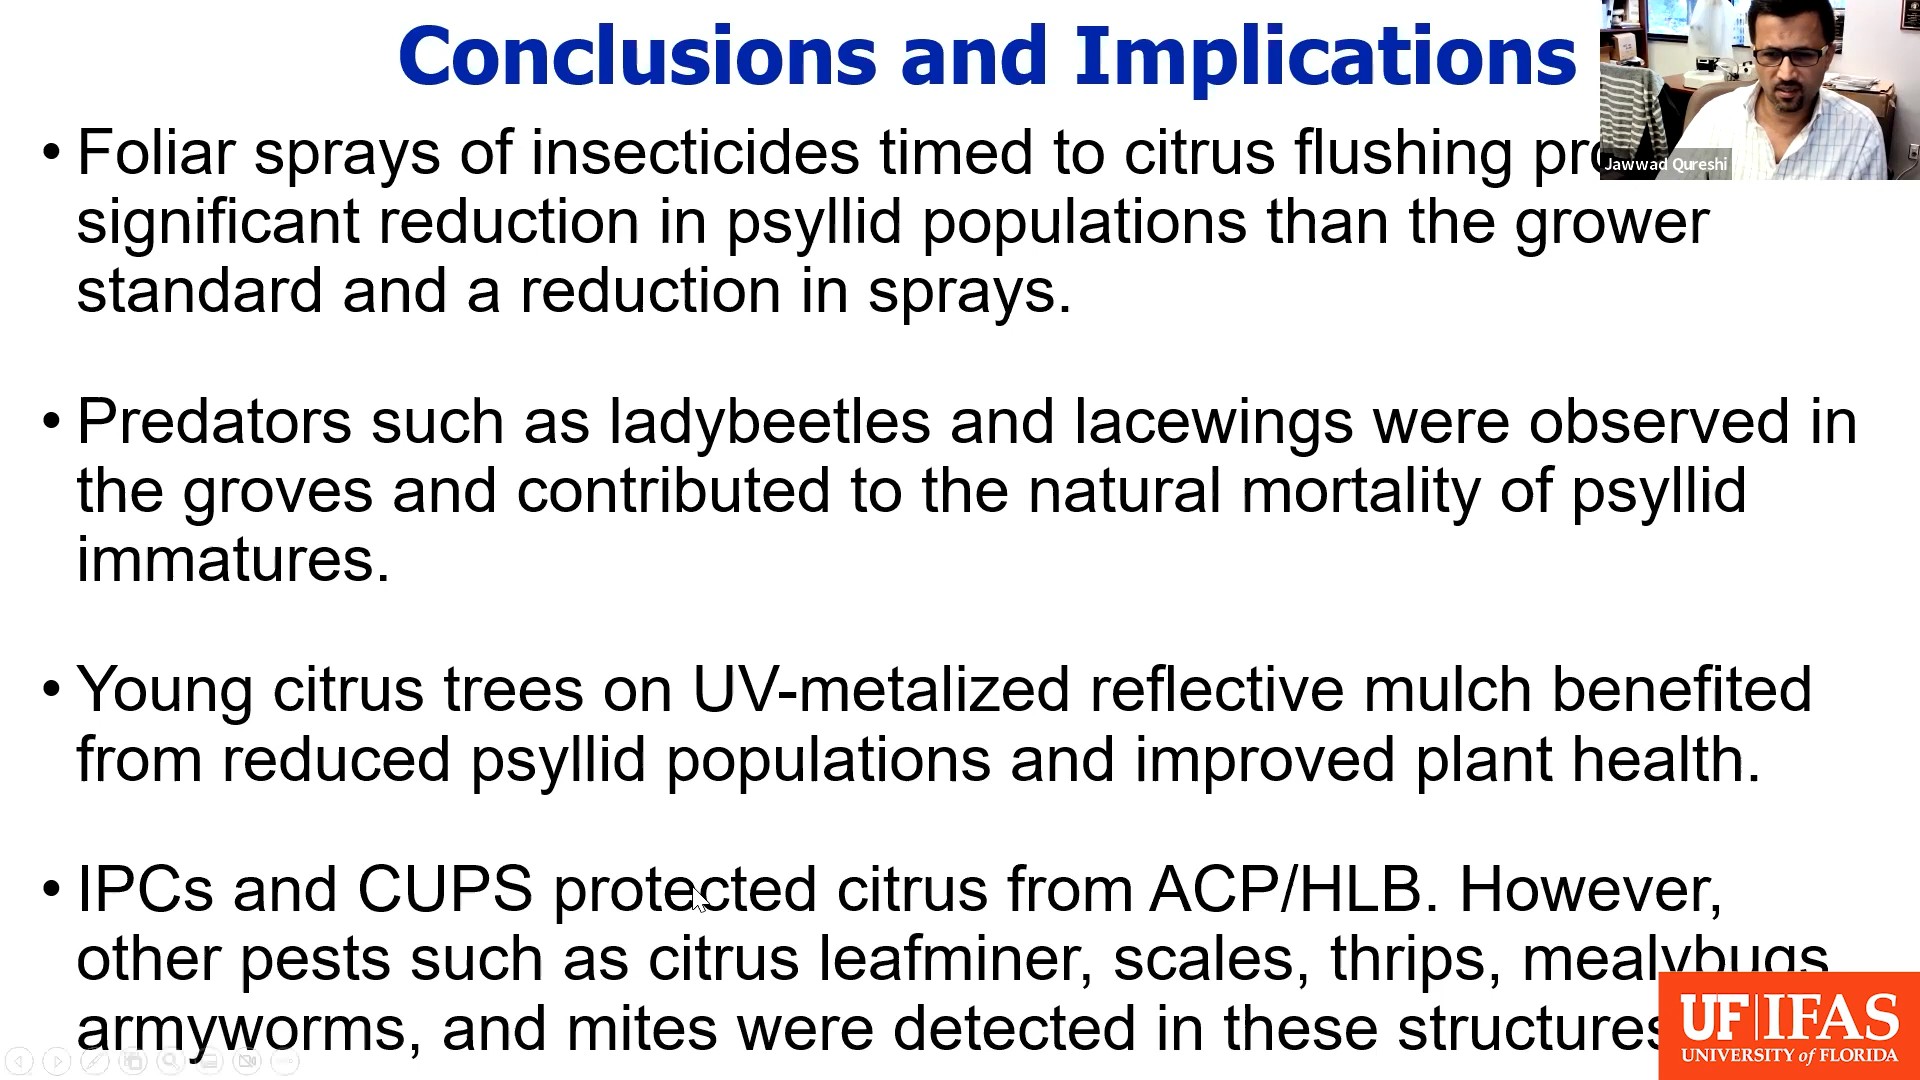 Conclusions and Implications
• Foliar sprays of insecticides timed to citrus flushing
Jawwad Qureshi
significant reduction in psyllid populations than the grower
standard and a reduction in sprays.
• Predators such as ladybeetles and lacewings were observed in
the groves and contributed to the natural mortality of psyllid
immatures.
• Young citrus trees on UV-metalized reflective mulch benefited
from reduced psyllid populations and improved plant health.
• IPCs and CUPS protected citrus from ACP/HLB. However,
other pests such as citrus leafminer, scales, thrips, mealybugs
armyworms, and mites were detected in these structures
UF|IFAS
UNIVERSITY of FLORIDA